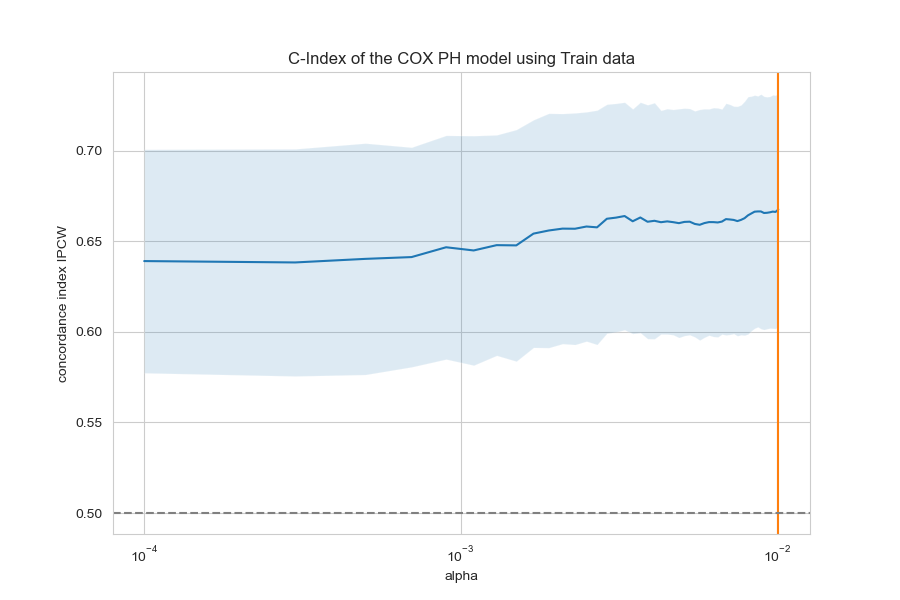 C-Index of the COX PH model using Train data
concordance index IPCW
0.70
0.65
0.60
0.55
0.50
10⁻⁴
10⁻³
10⁻²
alpha